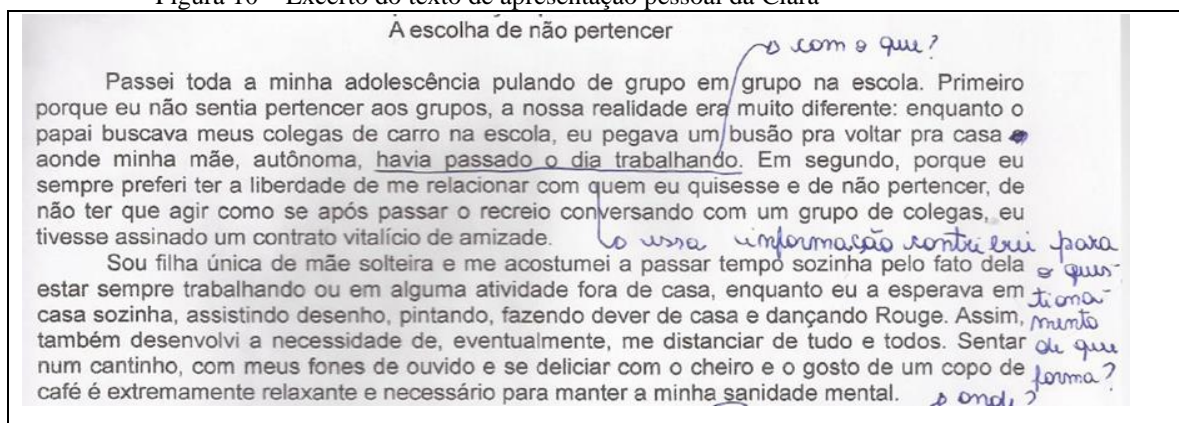 Figura 16 – Excerto do texto de apresentação pessoal da Clara
A escolha de não pertencer
↳ com o que?
Passei toda a minha adolescência pulando de grupo em grupo na escola. Primeiro
porque eu não sentia pertencer aos grupos, a nossa realidade era muito diferente: enquanto o
papai buscava meus colegas de carro na escola, eu pegava um busão pra voltar pra casa
aonde minha mãe, autônoma, havia passado o dia trabalhando. Em segundo, porque eu
sempre preferi ter a liberdade de me relacionar com quem eu quisesse e de não pertencer, de
não ter que agir como se após passar o recreio conversando com um grupo de colegas, eu
tivesse assinado um contrato vitalício de amizade.
↳ essa informação contribui para
o ques-
tiona-
mento
de que
forma?
Sou filha única de mãe solteira e me acostumei a passar tempo sozinha pelo fato dela
estar sempre trabalhando ou em alguma atividade fora de casa, enquanto eu a esperava em
casa sozinha, assistindo desenho, pintando, fazendo dever de casa e dançando Rouge. Assim,
também desenvolvi a necessidade de, eventualmente, me distanciar de tudo e todos. Sentar
num cantinho, com meus fones de ouvido e se deliciar com o cheiro e o gosto de um copo de
café é extremamente relaxante e necessário para manter a minha sanidade mental.
↳ onde?